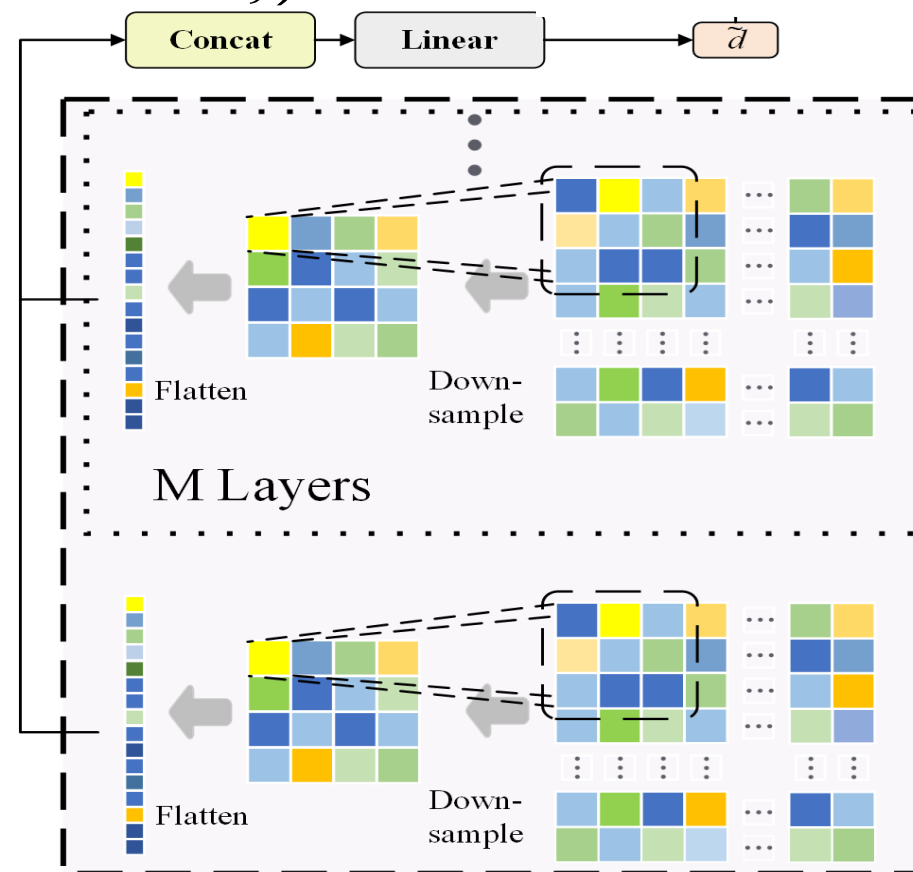 Concat
Linear
d̃
Flatten
Down-
sample
M Layers
Flatten
Down-
sample